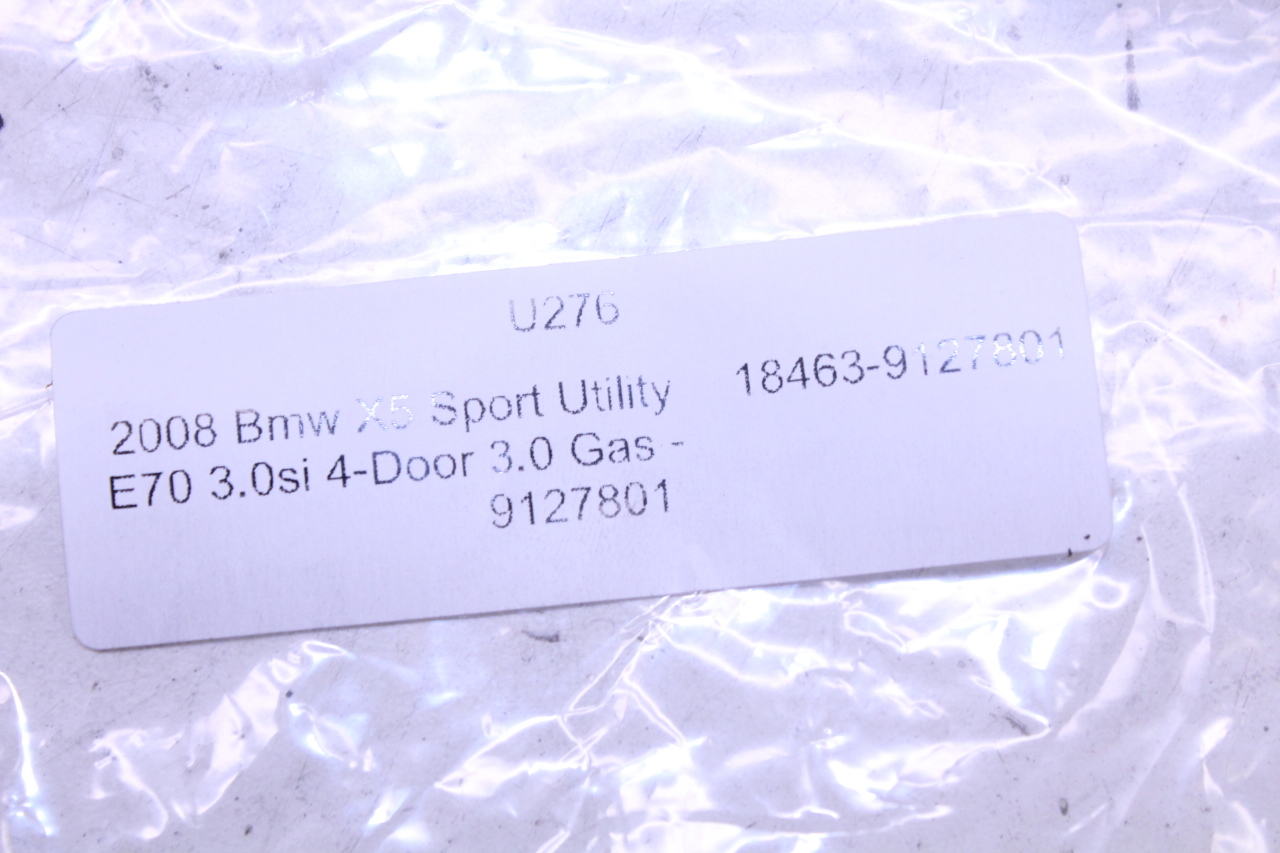 U276
2008 Bmw X5 Sport Utility 18463-9127801
E70 3.0si 4-Door 3.0 Gas -
9127801